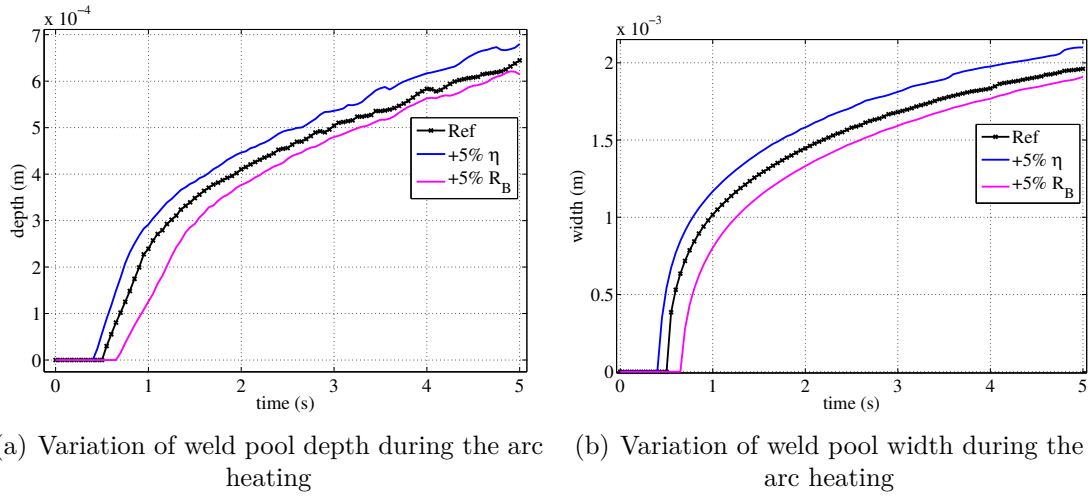 x 10⁻⁴
7
6
5
4
3
2
1
0
depth (m)
0 1 2 3 4 5
time (s)
Ref
+5% η
+5% R_B
x 10⁻³
2
1.5
1
0.5
0
width (m)
0 1 2 3 4 5
time (s)
Ref
+5% η
+5% R_B
a) Variation of weld pool depth during the arc
heating
(b) Variation of weld pool width during the
arc heating